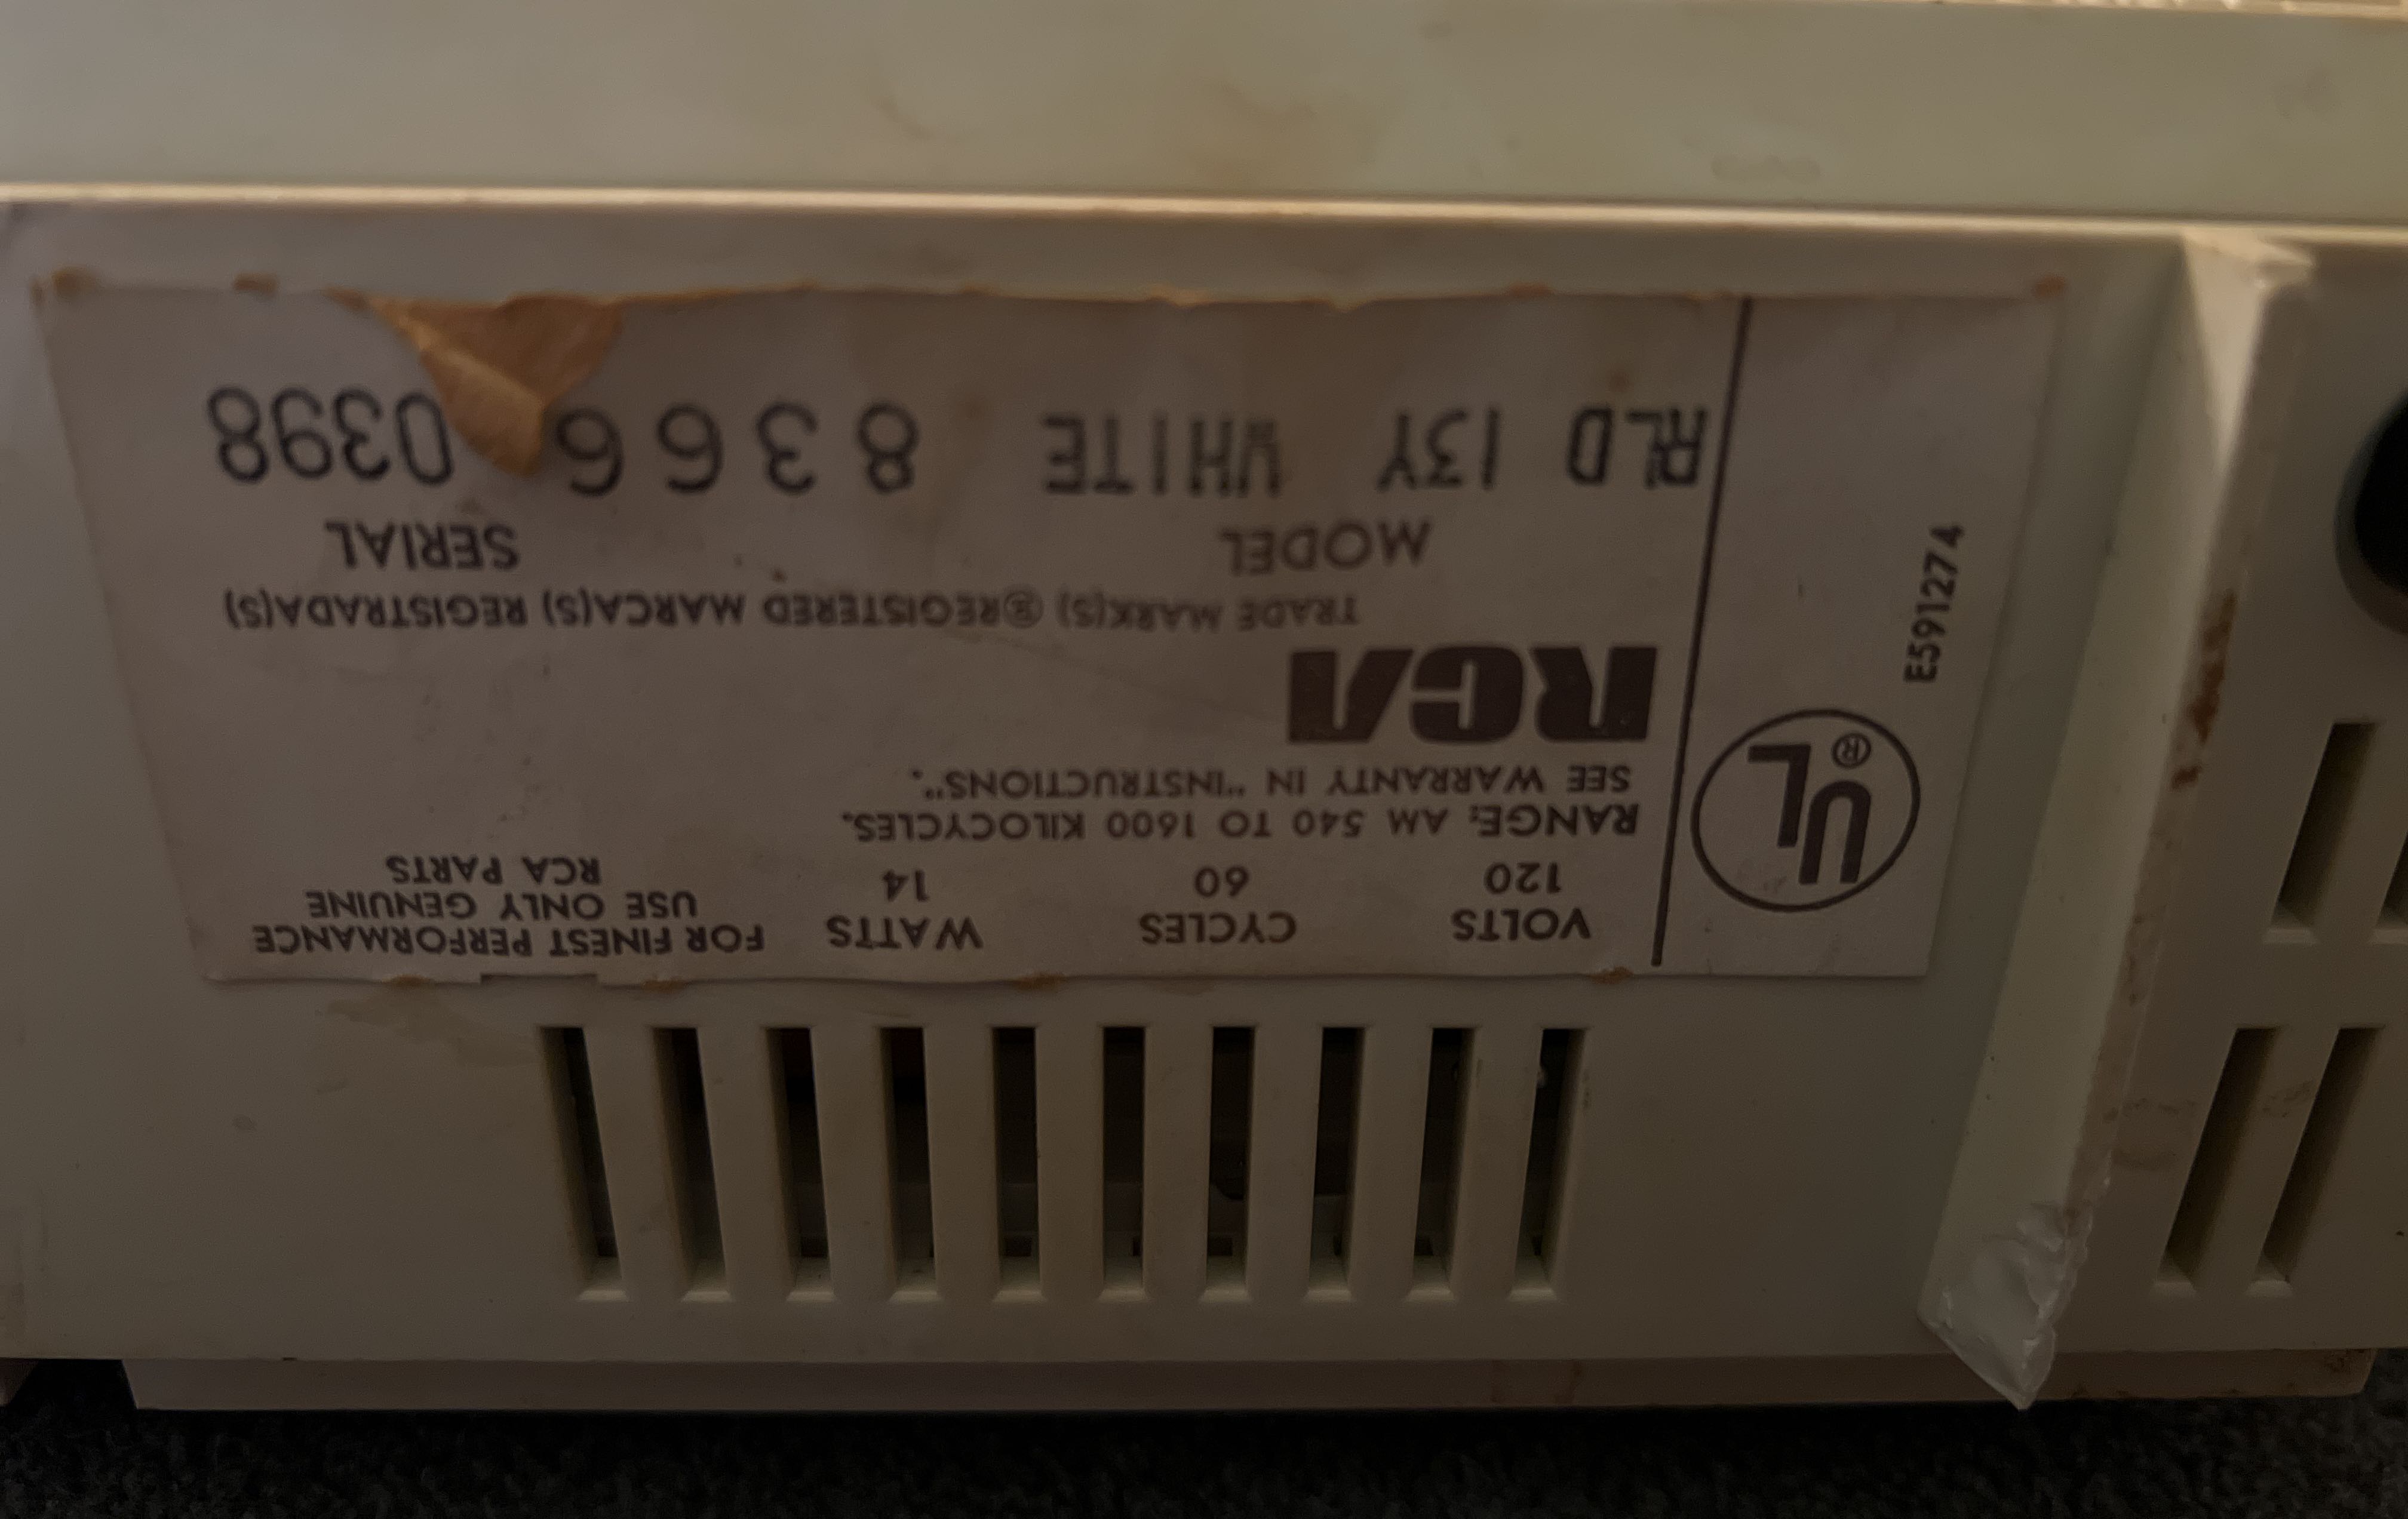 VOLTS CYCLES WATTS
120 60 14
FOR FINEST PERFORMANCE
USE ONLY GENUINE
RCA PARTS
RANGE: AM 540 TO 1600 KILOCYCLES.
SEE WARRANTY IN "INSTRUCTIONS".
RCA
TRADE MARK(S) ®REGISTERED MARCA(S) REGISTRADA(S)
MODEL SERIAL
RLD 13Y WHITE 8 3 6 6 0398
UL ®
E591274